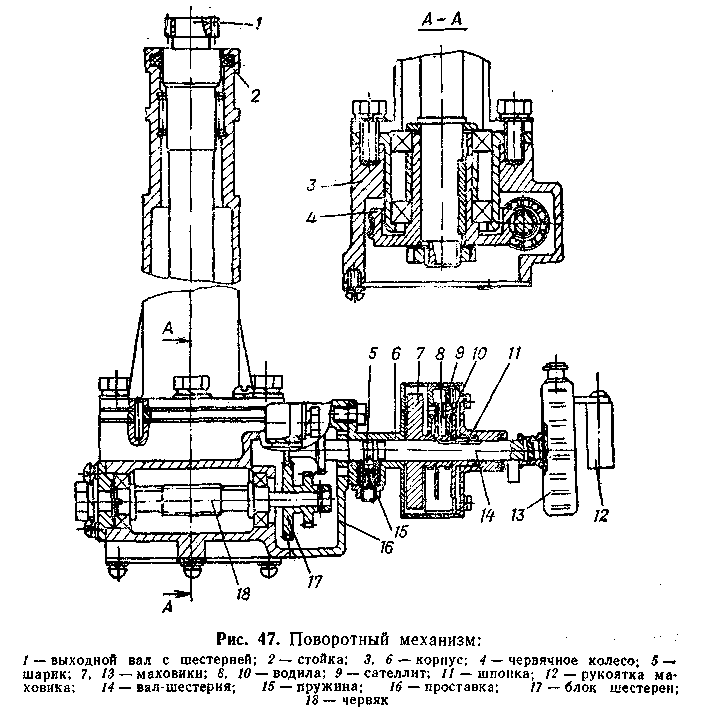 1
A-A
2
3
4
A
5 6 7 8 9 10 11
15
16
14
13
12
17
18
A
Рис. 47. Поворотный механизм:
1 — выходной вал с шестерней; 2 — стойка; 3, 6 — корпус; 4 — червячное колесо; 5 —
шарик; 7, 13 — маховики; 8, 10 — водила; 9 — сателлит; 11 — шпонка; 12 — рукоятка ма-
ховика; 14 — вал-шестерня; 15 — пружина; 16 — проставка; 17 — блок шестерен;
18 — червяк